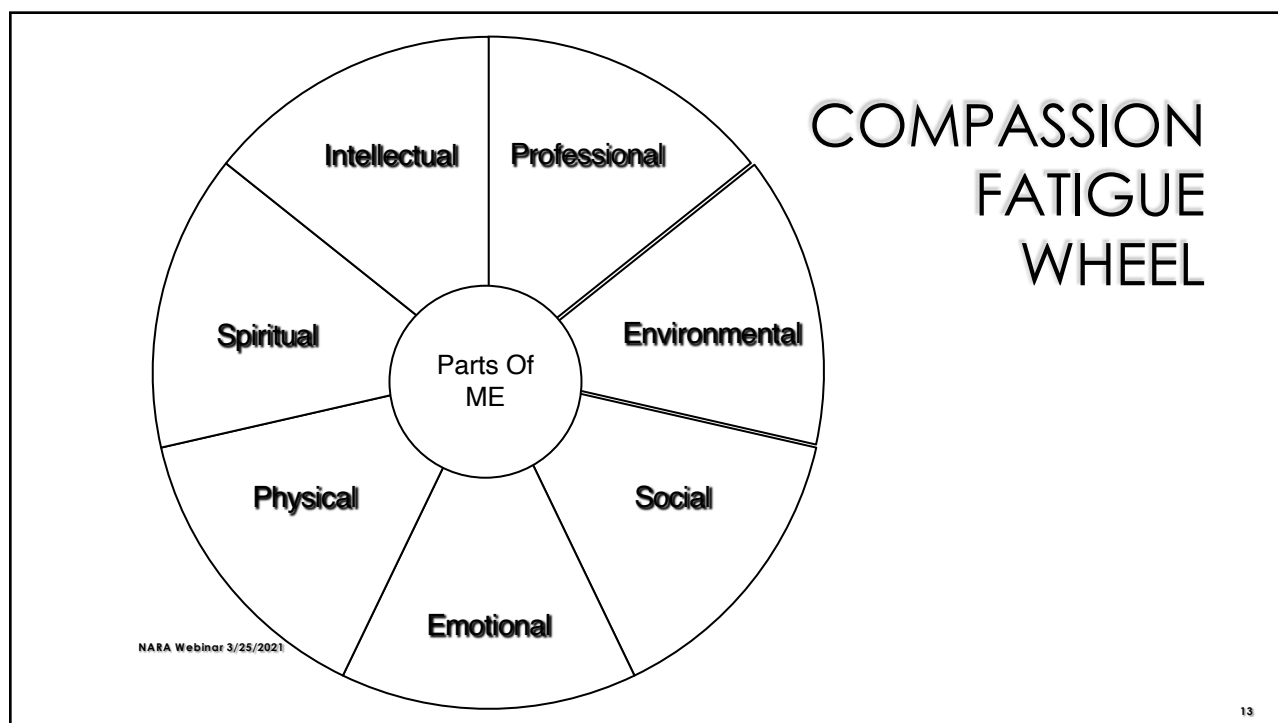 COMPASSION
FATIGUE
WHEEL
Intellectual
Professional
Spiritual
Environmental
Parts Of
ME
Physical
Social
Emotional
NARA Webinar 3/25/2021
13